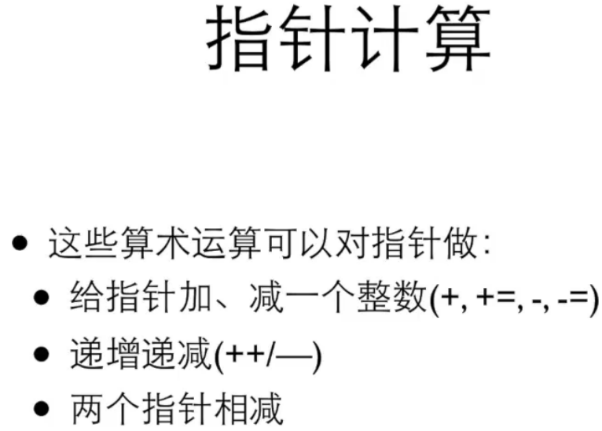 指针计算
• 这些算术运算可以对指针做：
• 给指针加、减一个整数(+, +=, -, -=)
• 递增递减(++/—)
• 两个指针相减